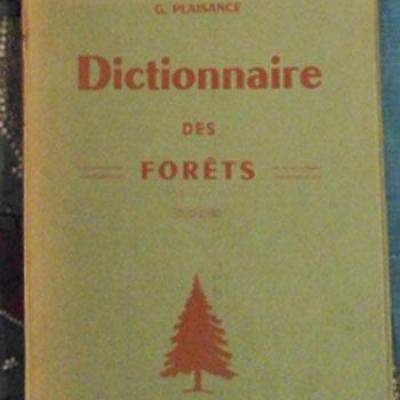 G. PLAISANCE
Dictionnaire
DES
FORÊTS